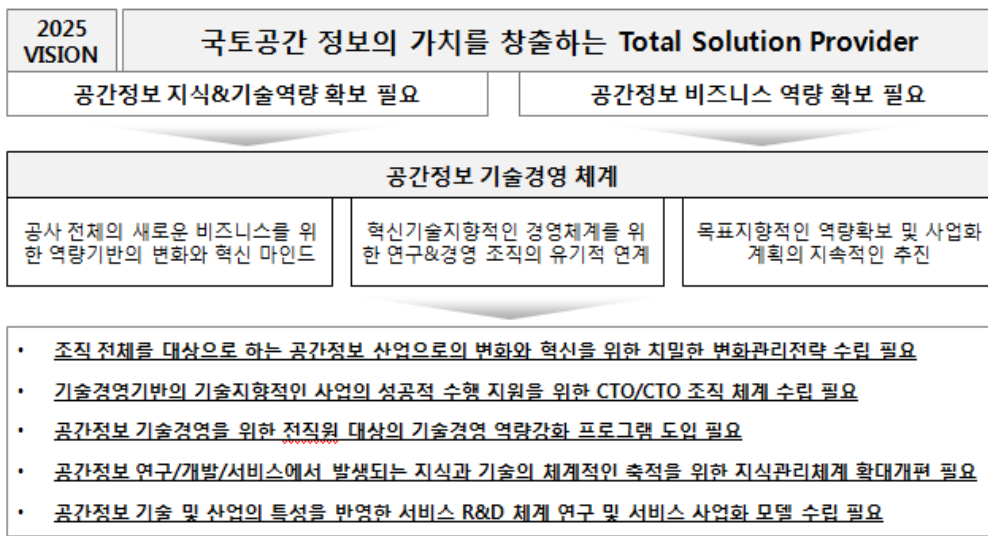 2025
VISION
국토공간 정보의 가치를 창출하는 Total Solution Provider
공간정보 지식&기술역량 확보 필요
공간정보 비즈니스 역량 확보 필요
공간정보 기술경영 체계
공사 전체의 새로운 비즈니스를 위
한 역량기반의 변화와 혁신 마인드
혁신기술지향적인 경영체계를 위
한 연구&경영 조직의 유기적 연계
목표지향적인 역량확보 및 사업화
계획의 지속적인 추진
• 조직 전체를 대상으로 하는 공간정보 산업으로의 변화와 혁신을 위한 치밀한 변화관리전략 수립 필요
• 기술경영기반의 기술지향적인 사업의 성공적 수행 지원을 위한 CTO/CTO 조직 체계 수립 필요
• 공간정보 기술경영을 위한 전직원 대상의 기술경영 역량강화 프로그램 도입 필요
• 공간정보 연구/개발/서비스에서 발생되는 지식과 기술의 체계적인 축적을 위한 지식관리체계 확대개편 필요
• 공간정보 기술 및 산업의 특성을 반영한 서비스 R&D 체계 연구 및 서비스 사업화 모델 수립 필요